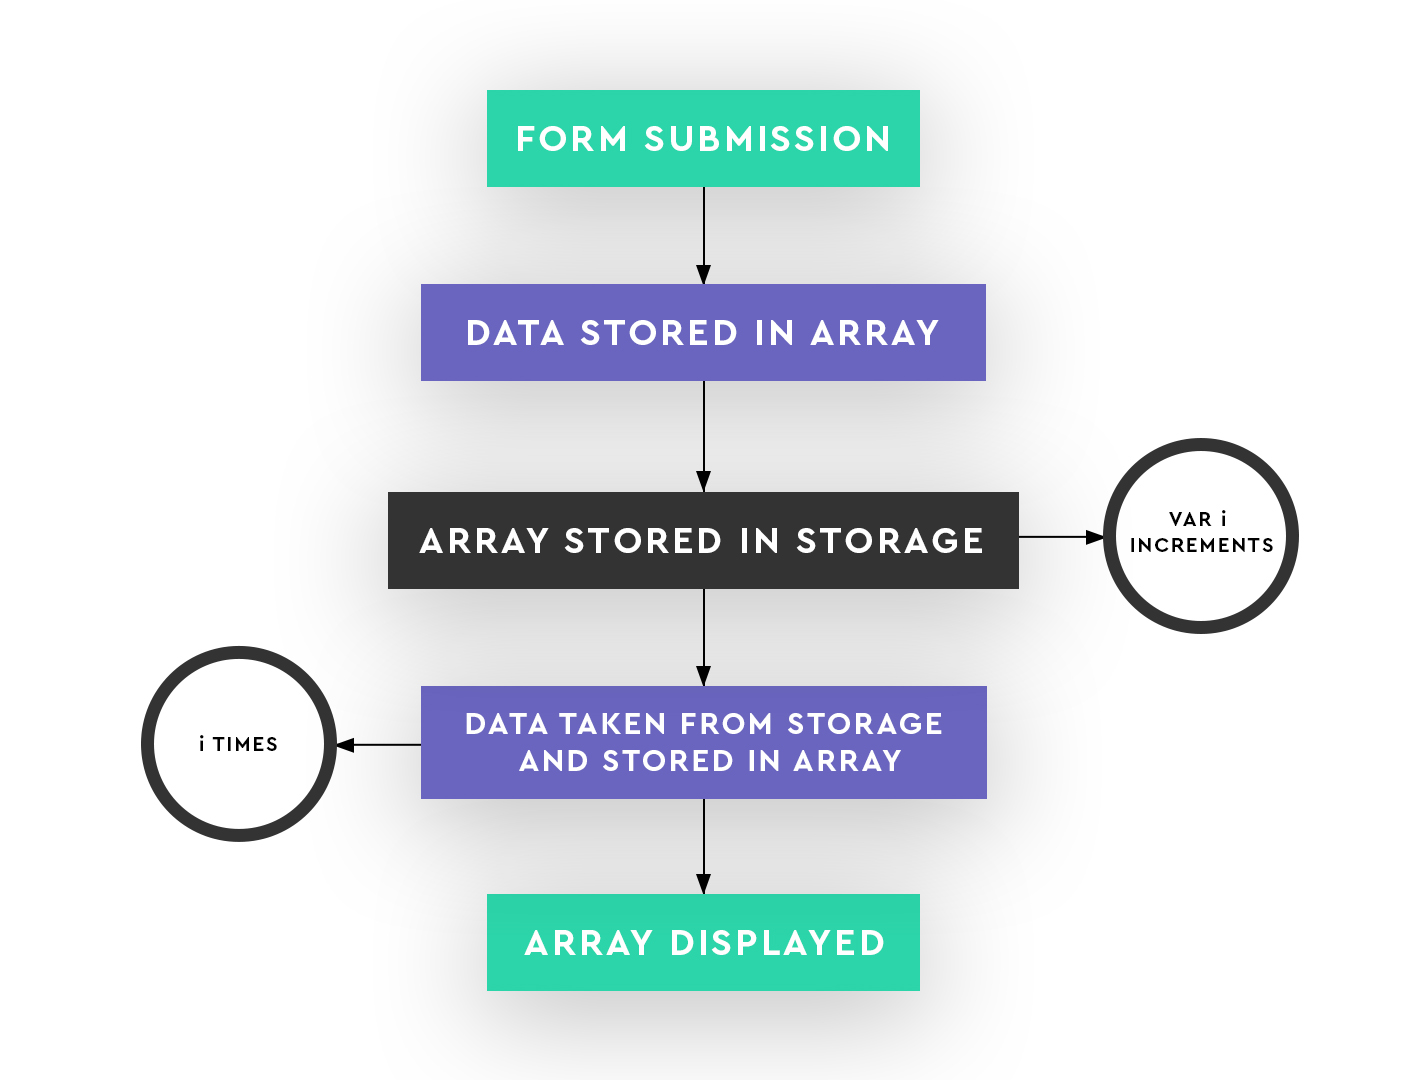 FORM SUBMISSION
DATA STORED IN ARRAY
ARRAY STORED IN STORAGE
VAR i
INCREMENTS
DATA TAKEN FROM STORAGE
AND STORED IN ARRAY
i TIMES
ARRAY DISPLAYED